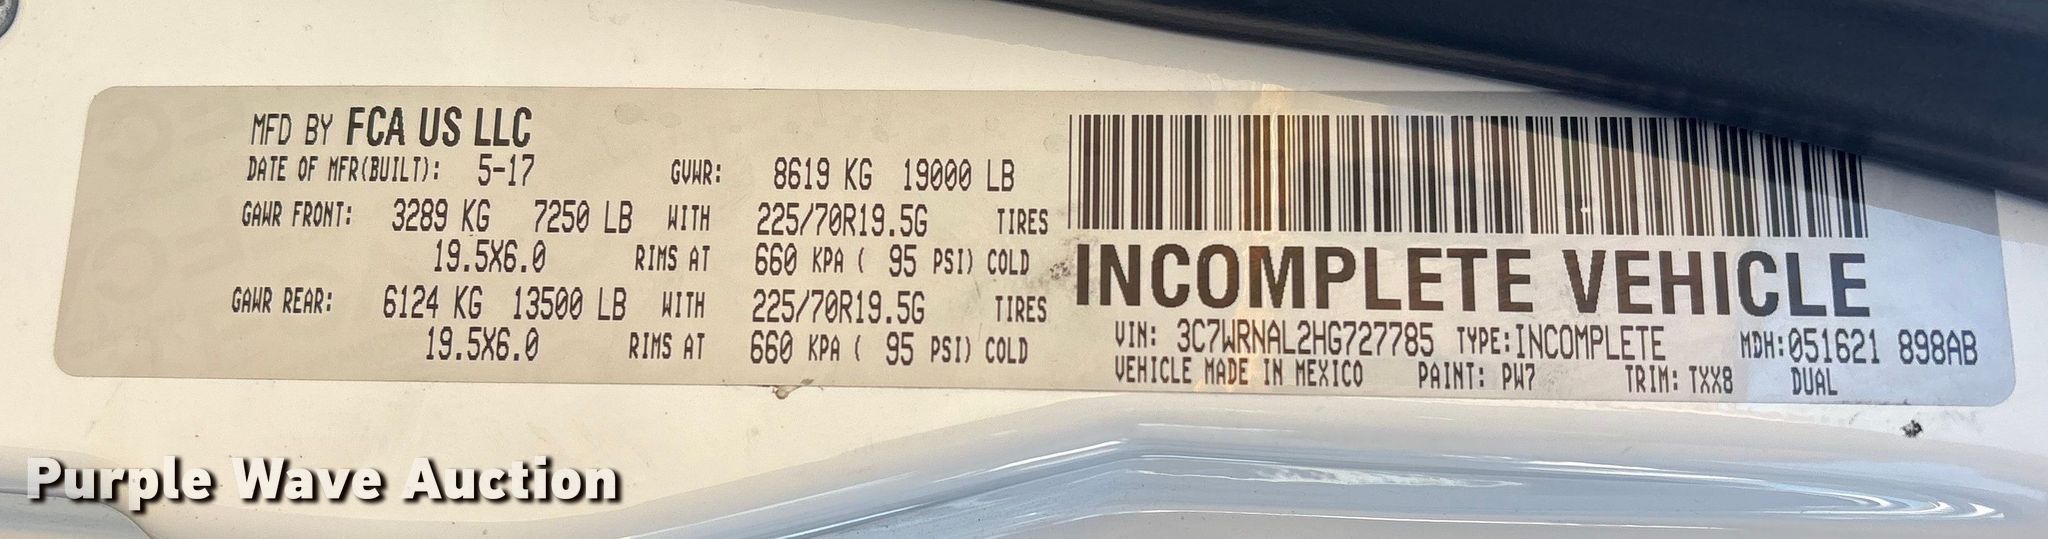 MFD BY FCA US LLC
DATE OF MFR(BUILT): 5-17 GVWR: 8619 KG 19000 LB
GAWR FRONT: 3289 KG 7250 LB WITH 225/70R19.5G TIRES
19.5X6.0 RIMS AT 660 KPA ( 95 PSI) COLD
GAWR REAR: 6124 KG 13500 LB WITH 225/70R19.5G TIRES
19.5X6.0 RIMS AT 660 KPA ( 95 PSI) COLD
INCOMPLETE VEHICLE
VIN: 3C7WRNAL2HG727785 TYPE:INCOMPLETE MDH:051621 898AB
VEHICLE MADE IN MEXICO PAINT: PW7 TRIM: TXX8 DUAL
Purple Wave Auction